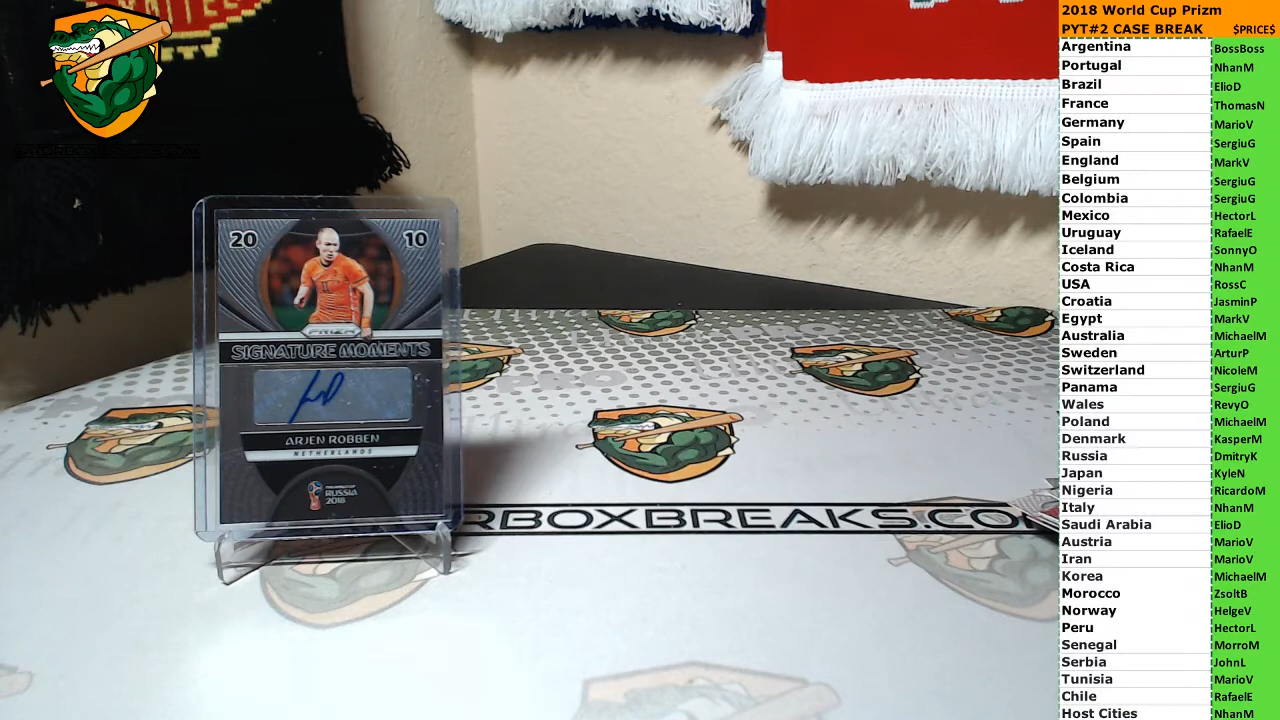 2018 World Cup Prizm
PYT#2 CASE BREAK $PRICE$
Argentina BossBoss
Portugal NhanM
Brazil ElioD
France ThomasN
Germany MarioV
Spain SergiuG
England MarkV
Belgium SergiuG
Colombia SergiuG
Mexico HectorL
Uruguay RafaelE
Iceland SonnyO
Costa Rica NhanM
USA RossC
Croatia JasminP
Egypt MarkV
Australia MichaelM
Sweden ArturP
Switzerland NicoleM
Panama SergiuG
Wales RevyO
Poland MichaelM
Denmark KasperM
Russia DmitryK
Japan KyleN
Nigeria RicardoM
Italy NhanM
Saudi Arabia ElioD
Austria MarioV
Iran MarioV
Korea MichaelM
Morocco ZsoltB
Norway HelgeV
Peru HectorL
Senegal MorroM
Serbia JohnL
Tunisia MarioV
Chile RafaelE
Host Cities NhanM
20 10
PRIZM
SIGNATURE MOMENTS
ARJEN ROBBEN
NETHERLANDS
RUSSIA
2018
RBOXBREAKS.CO